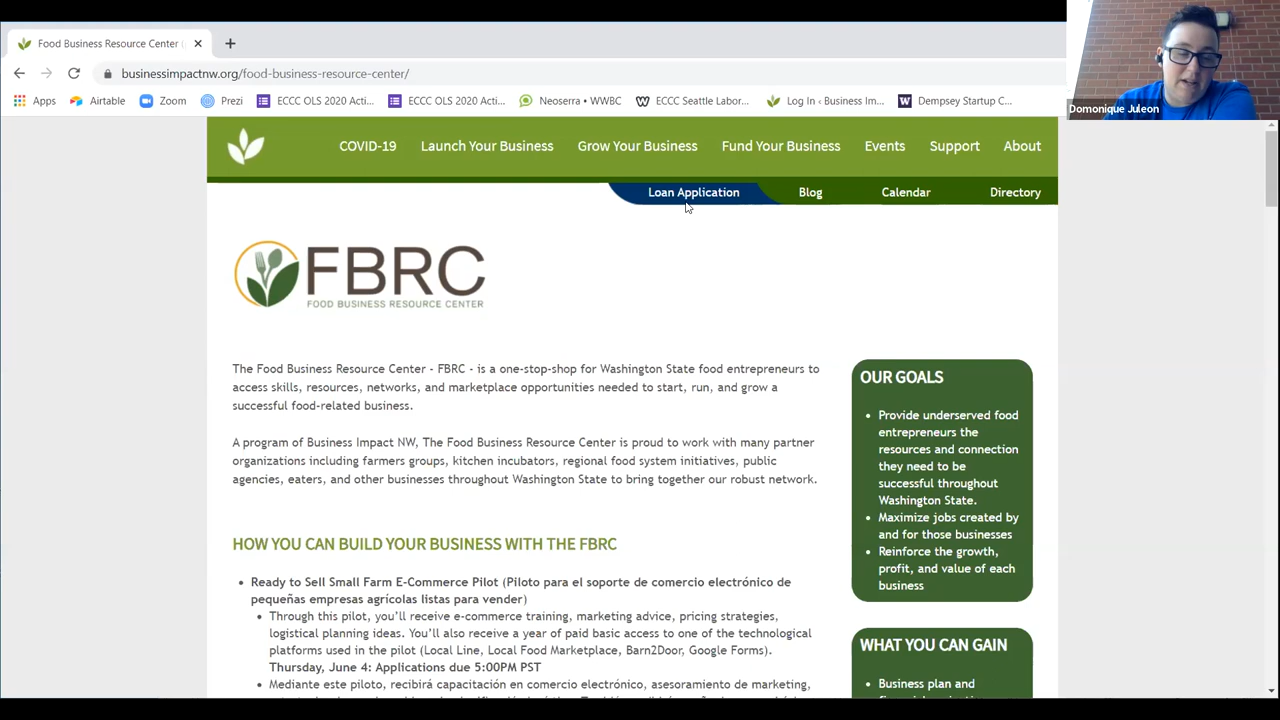 Food Business Resource Center
businessimpactnw.org/food-business-resource-center/
Apps
Airtable
Zoom
Prezi
ECCC OLS 2020 Acti...
ECCC OLS 2020 Acti...
Neoserra • WWBC
ECCC Seattle Labor...
Log In ‹ Business Im...
Dempsey Startup C...
Domonique Juleon
COVID-19
Launch Your Business
Grow Your Business
Fund Your Business
Events
Support
About
Loan Application
Blog
Calendar
Directory
FBRC
FOOD BUSINESS RESOURCE CENTER
The Food Business Resource Center - FBRC - is a one-stop-shop for Washington State food entrepreneurs to
access skills, resources, networks, and marketplace opportunities needed to start, run, and grow a
successful food-related business.
A program of Business Impact NW, The Food Business Resource Center is proud to work with many partner
organizations including farmers groups, kitchen incubators, regional food system initiatives, public
agencies, eaters, and other businesses throughout Washington State to bring together our robust network.
HOW YOU CAN BUILD YOUR BUSINESS WITH THE FBRC
• Ready to Sell Small Farm E-Commerce Pilot (Piloto para el soporte de comercio electrónico de
pequeñas empresas agrícolas listas para vender)
• Through this pilot, you'll receive e-commerce training, marketing advice, pricing strategies,
logistical planning ideas. You'll also receive a year of paid basic access to one of the technological
platforms used in the pilot (Local Line, Local Food Marketplace, Barn2Door, Google Forms).
Thursday, June 4: Applications due 5:00PM PST
• Mediante este piloto, recibirá capacitación en comercio electrónico, asesoramiento de marketing,
OUR GOALS
• Provide underserved food
entrepreneurs the
resources and connection
they need to be
successful throughout
Washington State.
• Maximize jobs created by
and for those businesses
• Reinforce the growth,
profit, and value of each
business
WHAT YOU CAN GAIN
• Business plan and